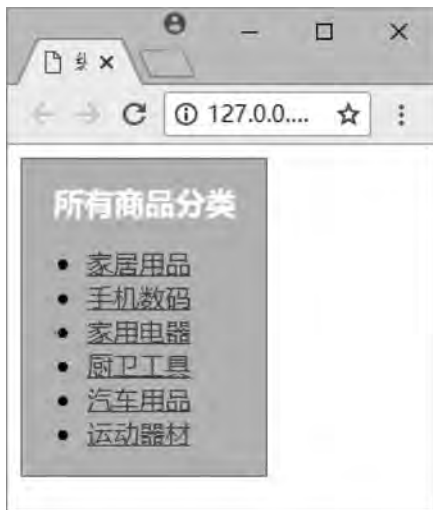 127.0.0....
所有商品分类
家居用品
手机数码
家用电器
厨卫工具
汽车用品
运动器材